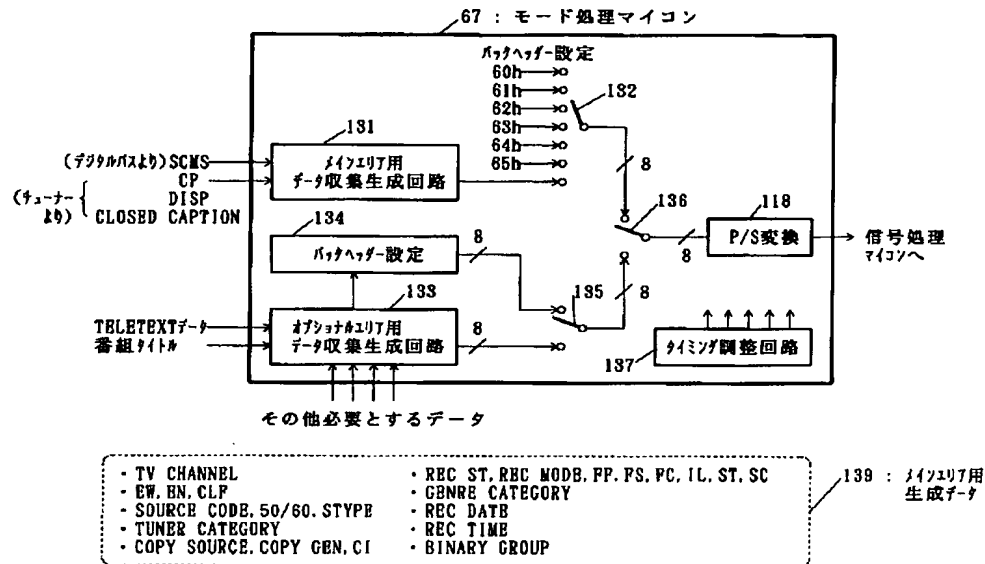 67 : モード処理マイコン
パックヘッダー設定
60h
61h
62h
63h
64h
65h
132
131
(デジタルバスより)SCMS
CP
(チューナーより)
DISP
CLOSED CAPTION
メインエリア用
データ収集生成回路
8
136
118
P/S変換
8
信号処理
マイコンへ
134
パックヘッダー設定
8
133
135
8
TELETEXTデータ
番組タイトル
オプショナルエリア用
データ収集生成回路
8
137
タイミング調整回路
その他必要とするデータ
・TV CHANNEL
・EW, EN, CLF
・SOURCE CODE, 50/60, STYPE
・TUNER CATEGORY
・COPY SOURCE, COPY GEN, CI
・REC ST, REC MODE, FF, FS, FC, IL, ST, SC
・GENRE CATEGORY
・REC DATE
・REC TIME
・BINARY GROUP
139 : メインエリア用
生成データ